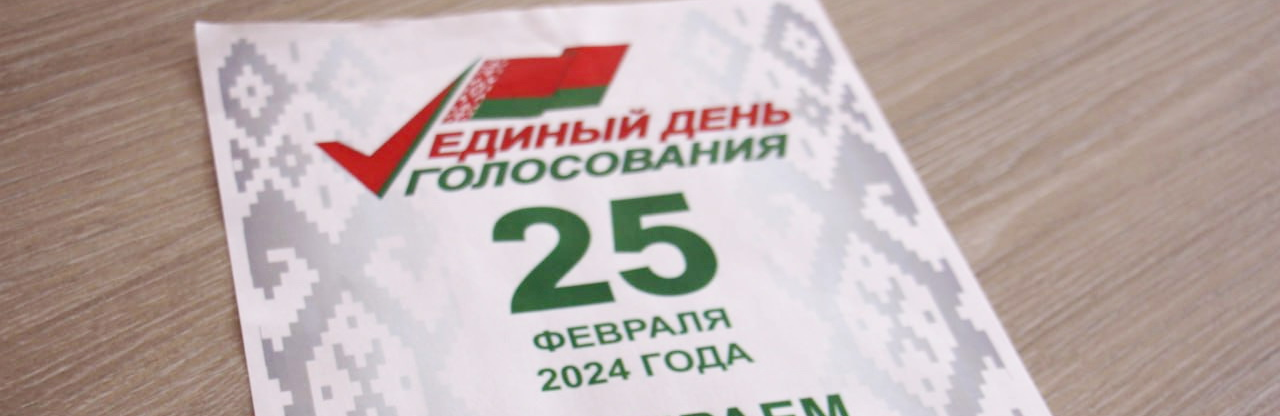 ЕДИНЫЙ ДЕНЬ
ГОЛОСОВАНИЯ
25
ФЕВРАЛЯ
2024 ГОДА